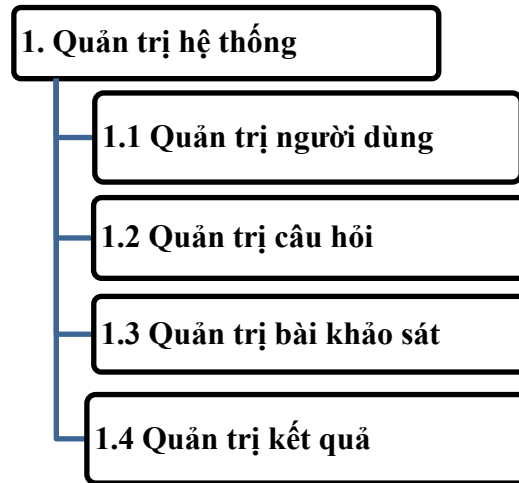 1. Quản trị hệ thống
1.1 Quản trị người dùng
1.2 Quản trị câu hỏi
1.3 Quản trị bài khảo sát
1.4 Quản trị kết quả